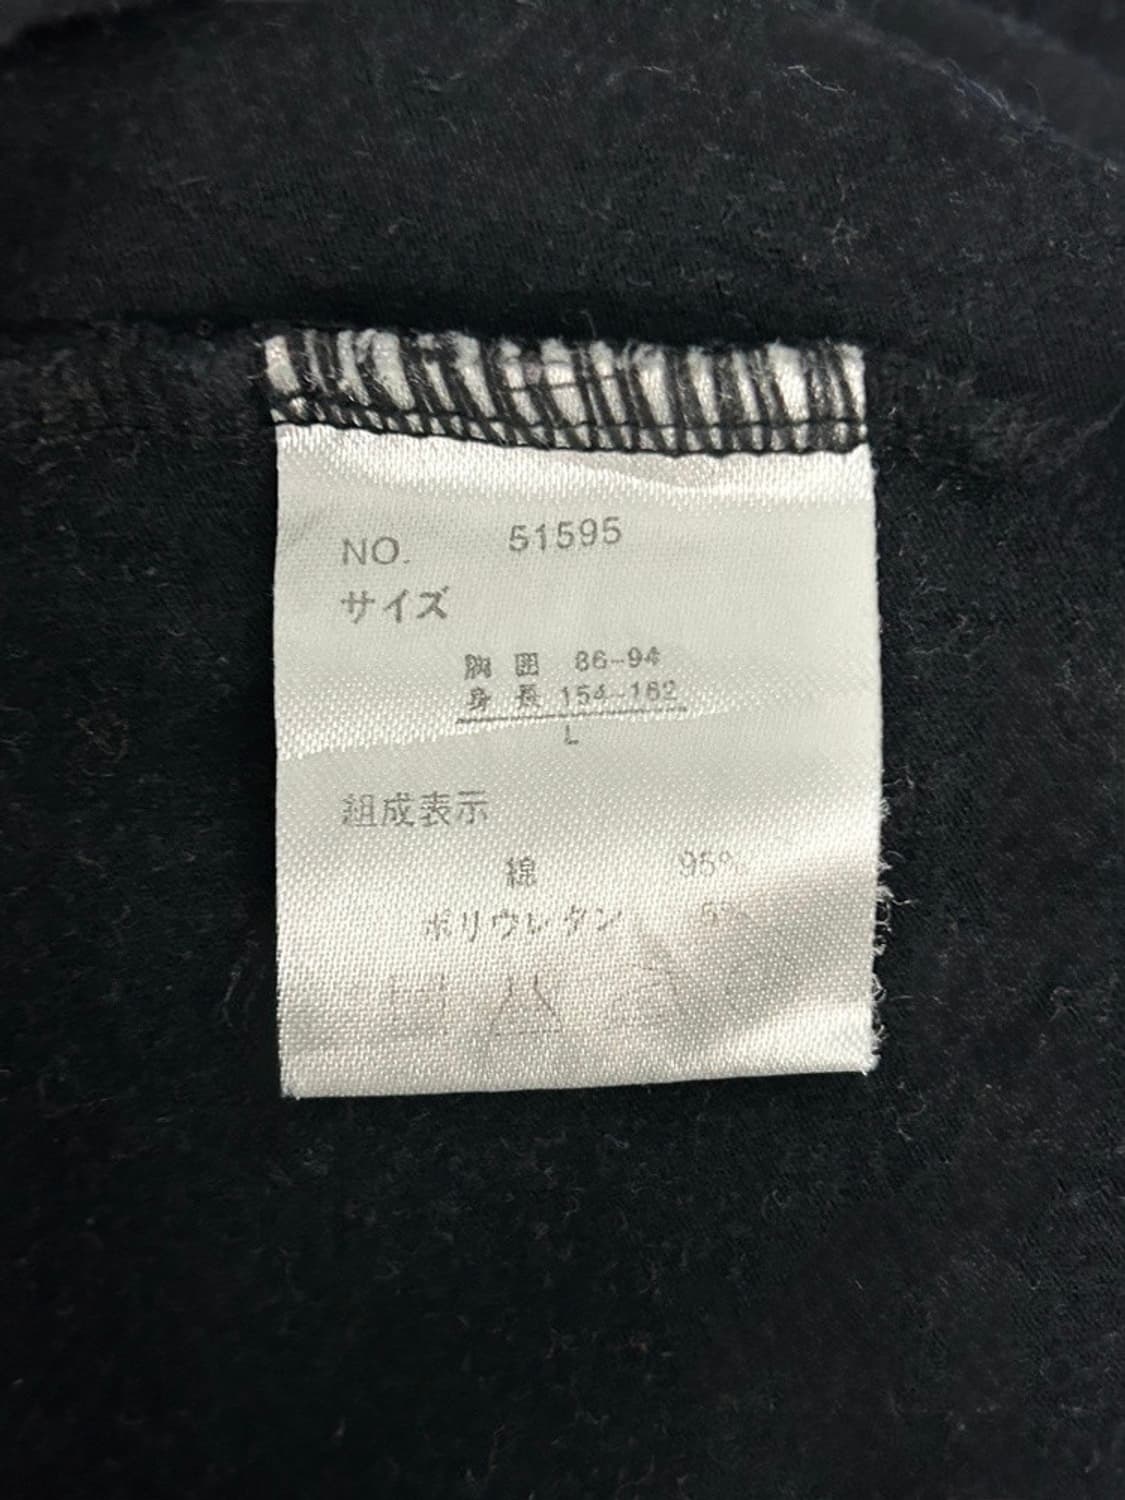 NO. 51595
サイズ
胸囲 86-94
身長 154-162
L
組成表示
綿 95%
ポリウレタン 5%